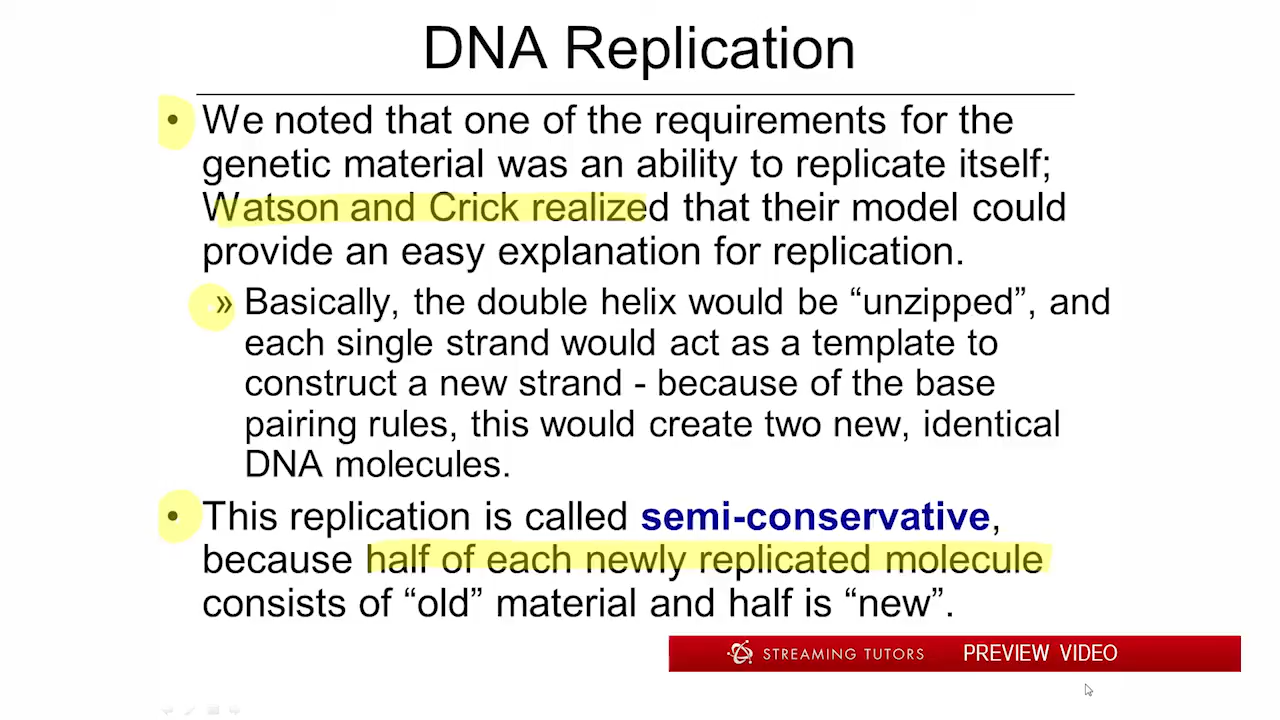 DNA Replication
• We noted that one of the requirements for the
genetic material was an ability to replicate itself;
Watson and Crick realized that their model could
provide an easy explanation for replication.
» Basically, the double helix would be “unzipped”, and
each single strand would act as a template to
construct a new strand - because of the base
pairing rules, this would create two new, identical
DNA molecules.
• This replication is called semi-conservative,
because half of each newly replicated molecule
consists of “old” material and half is “new”.
STREAMING TUTORS PREVIEW VIDEO